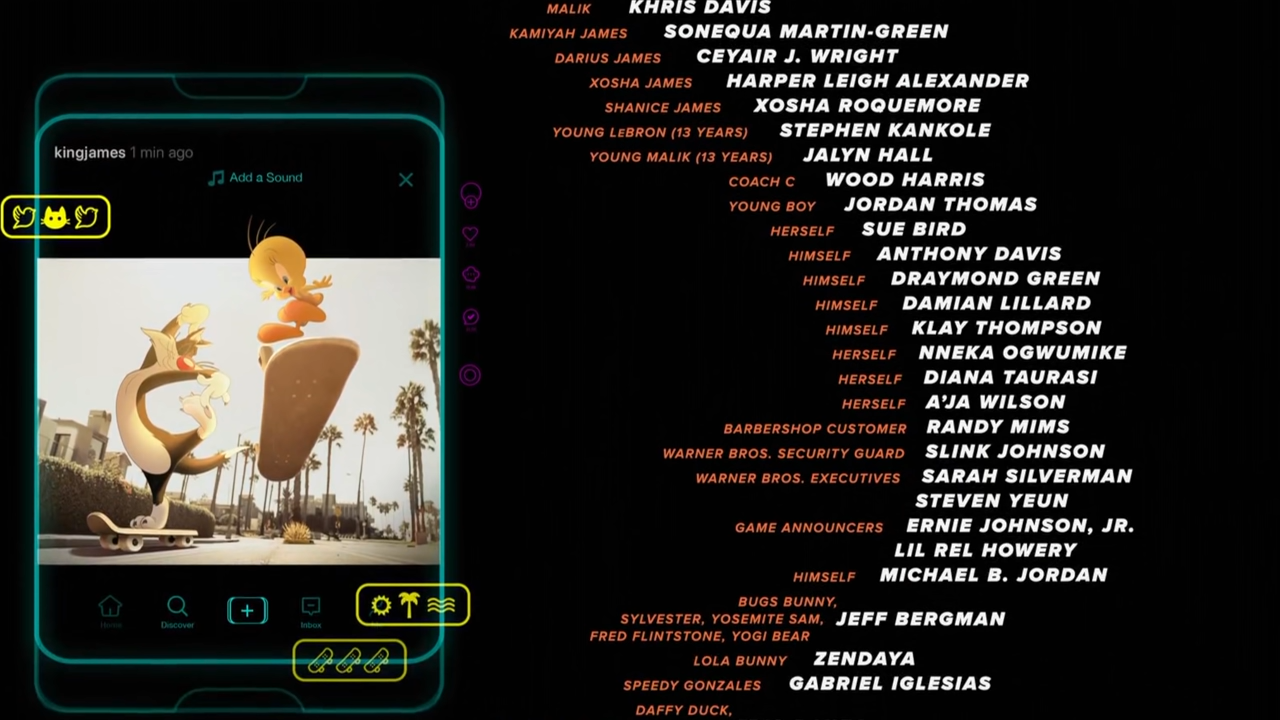 kingjames 1 min ago
Add a Sound
Home
Discover
Inbox
MALIK KHRIS DAVIS
KAMIYAH JAMES SONEQUA MARTIN-GREEN
DARIUS JAMES CEYAIR J. WRIGHT
XOSHA JAMES HARPER LEIGH ALEXANDER
SHANICE JAMES XOSHA ROQUEMORE
YOUNG LeBRON (13 YEARS) STEPHEN KANKOLE
YOUNG MALIK (13 YEARS) JALYN HALL
COACH C WOOD HARRIS
YOUNG BOY JORDAN THOMAS
HERSELF SUE BIRD
HIMSELF ANTHONY DAVIS
HIMSELF DRAYMOND GREEN
HIMSELF DAMIAN LILLARD
HIMSELF KLAY THOMPSON
HERSELF NNEKA OGWUMIKE
HERSELF DIANA TAURASI
HERSELF A'JA WILSON
BARBERSHOP CUSTOMER RANDY MIMS
WARNER BROS. SECURITY GUARD SLINK JOHNSON
WARNER BROS. EXECUTIVES SARAH SILVERMAN
STEVEN YEUN
GAME ANNOUNCERS ERNIE JOHNSON, JR.
LIL REL HOWERY
HIMSELF MICHAEL B. JORDAN
BUGS BUNNY,
SYLVESTER, YOSEMITE SAM, JEFF BERGMAN
FRED FLINTSTONE, YOGI BEAR
LOLA BUNNY ZENDAYA
SPEEDY GONZALES GABRIEL IGLESIAS
DAFFY DUCK,